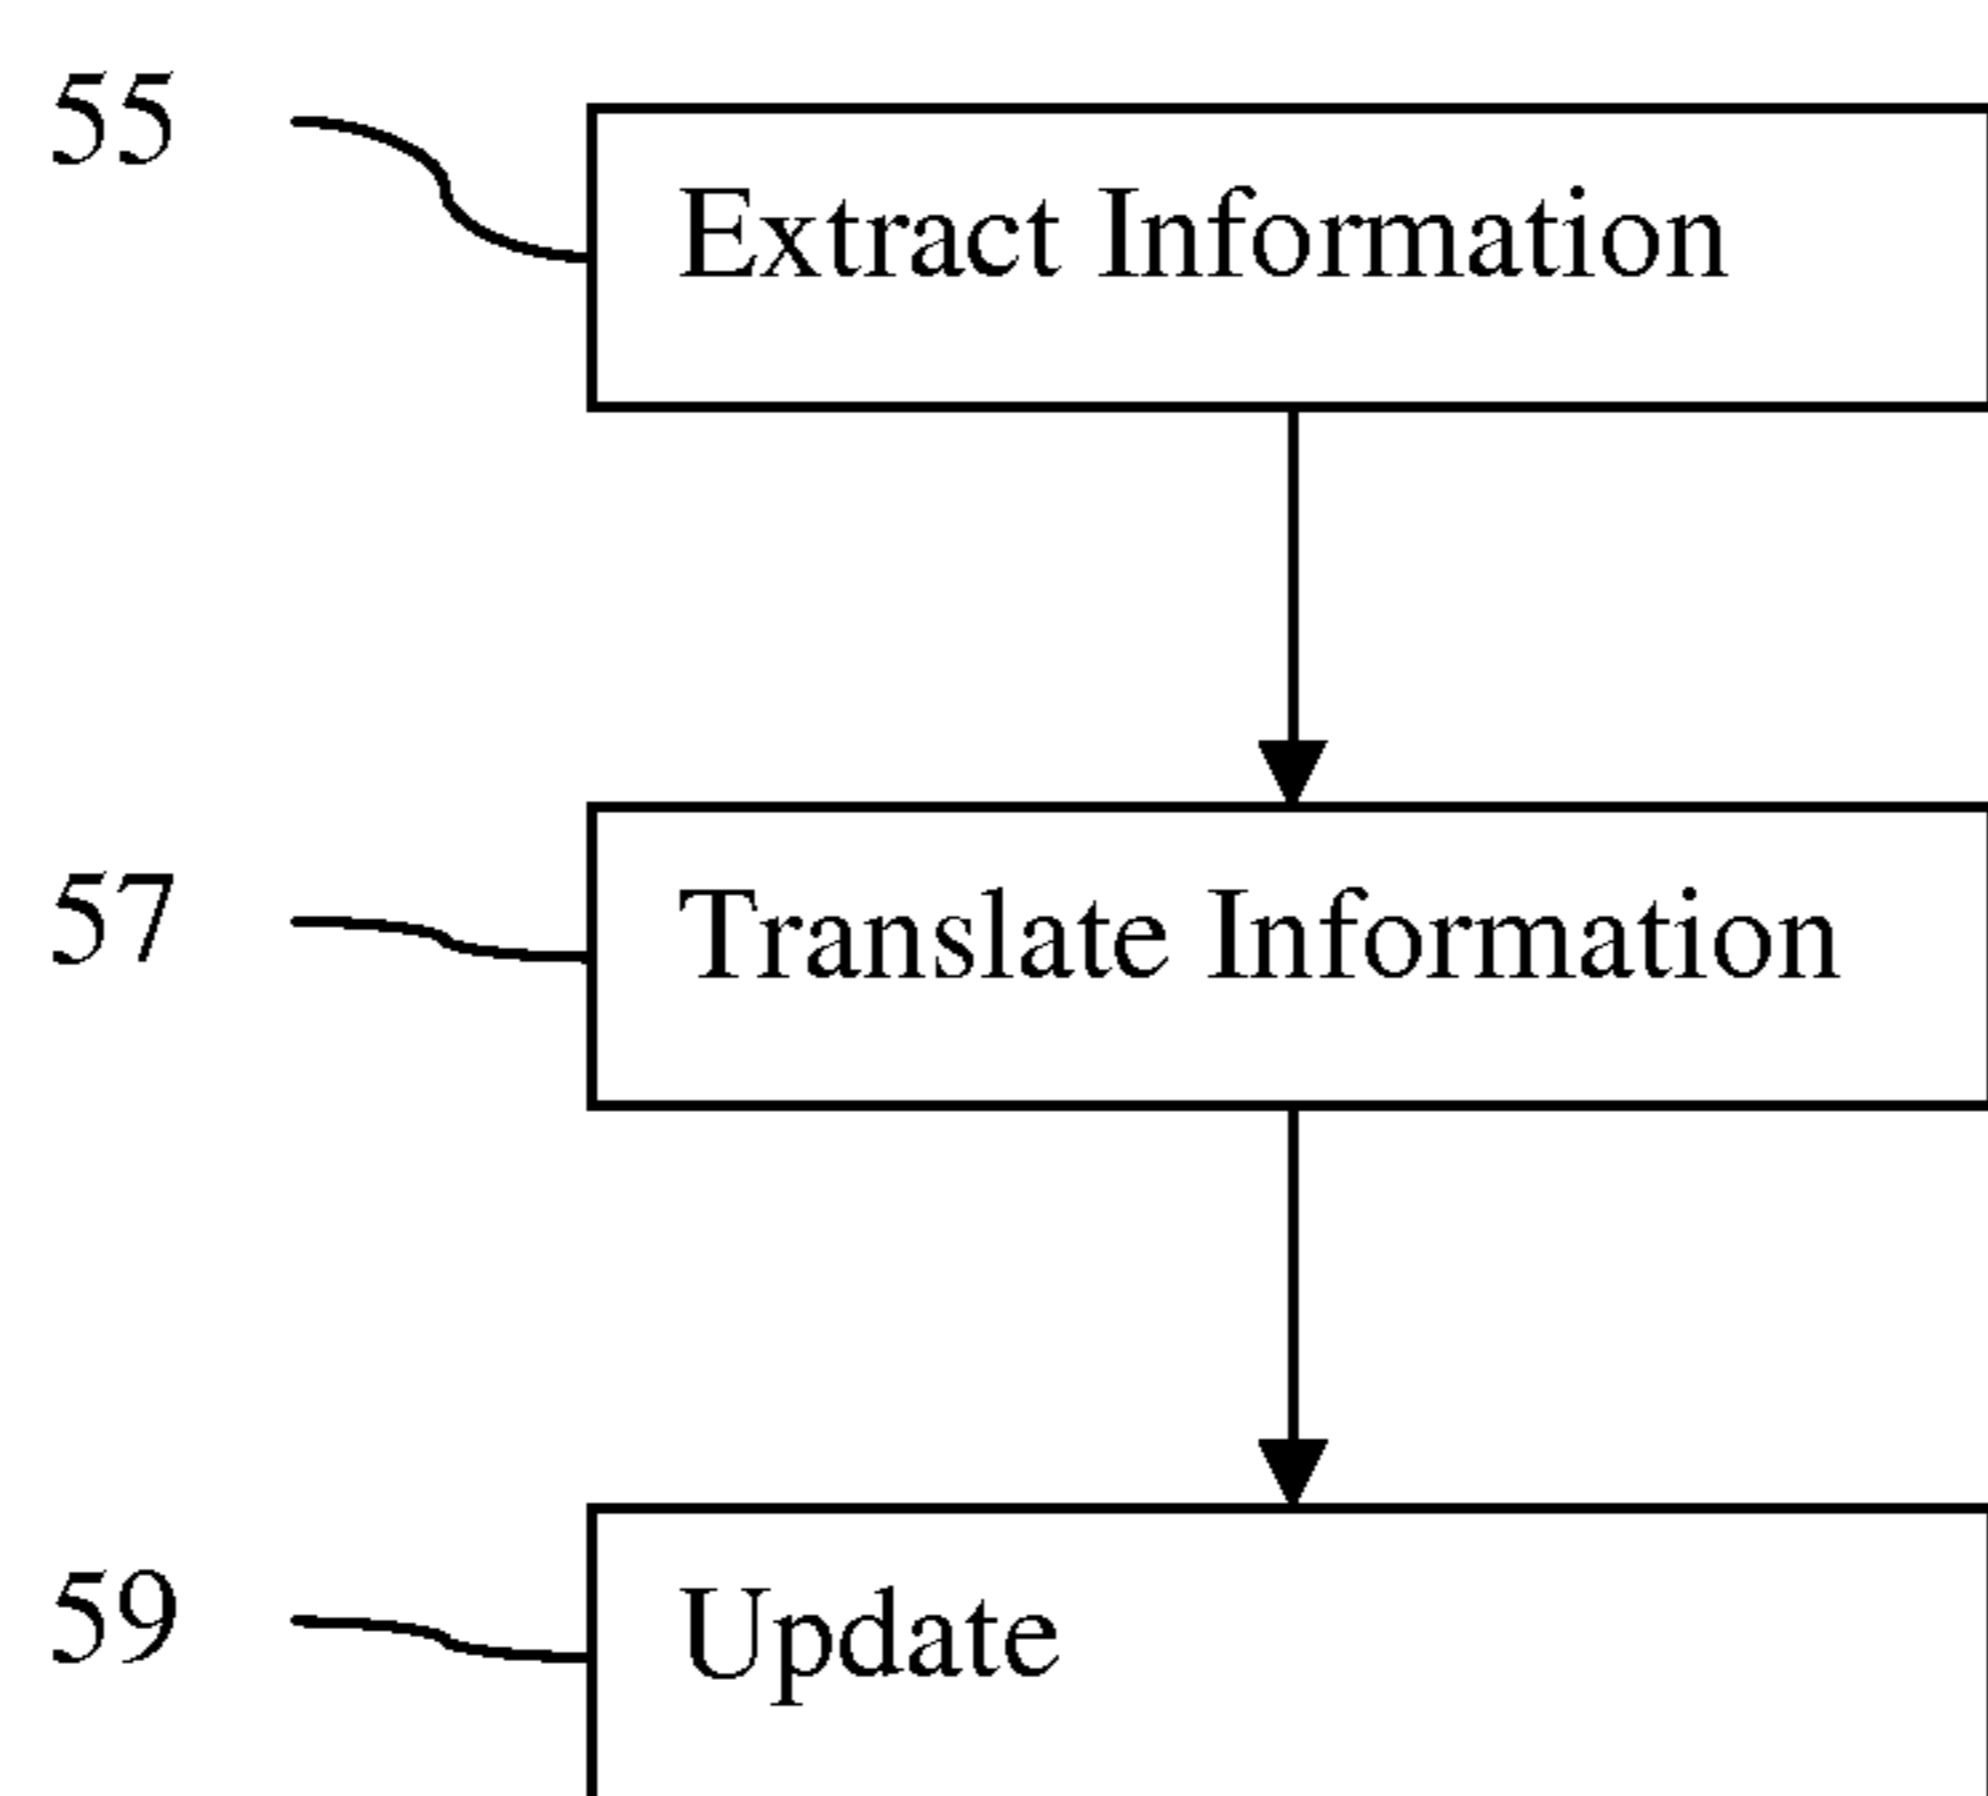 55
Extract Information
57
Translate Information
59
Update